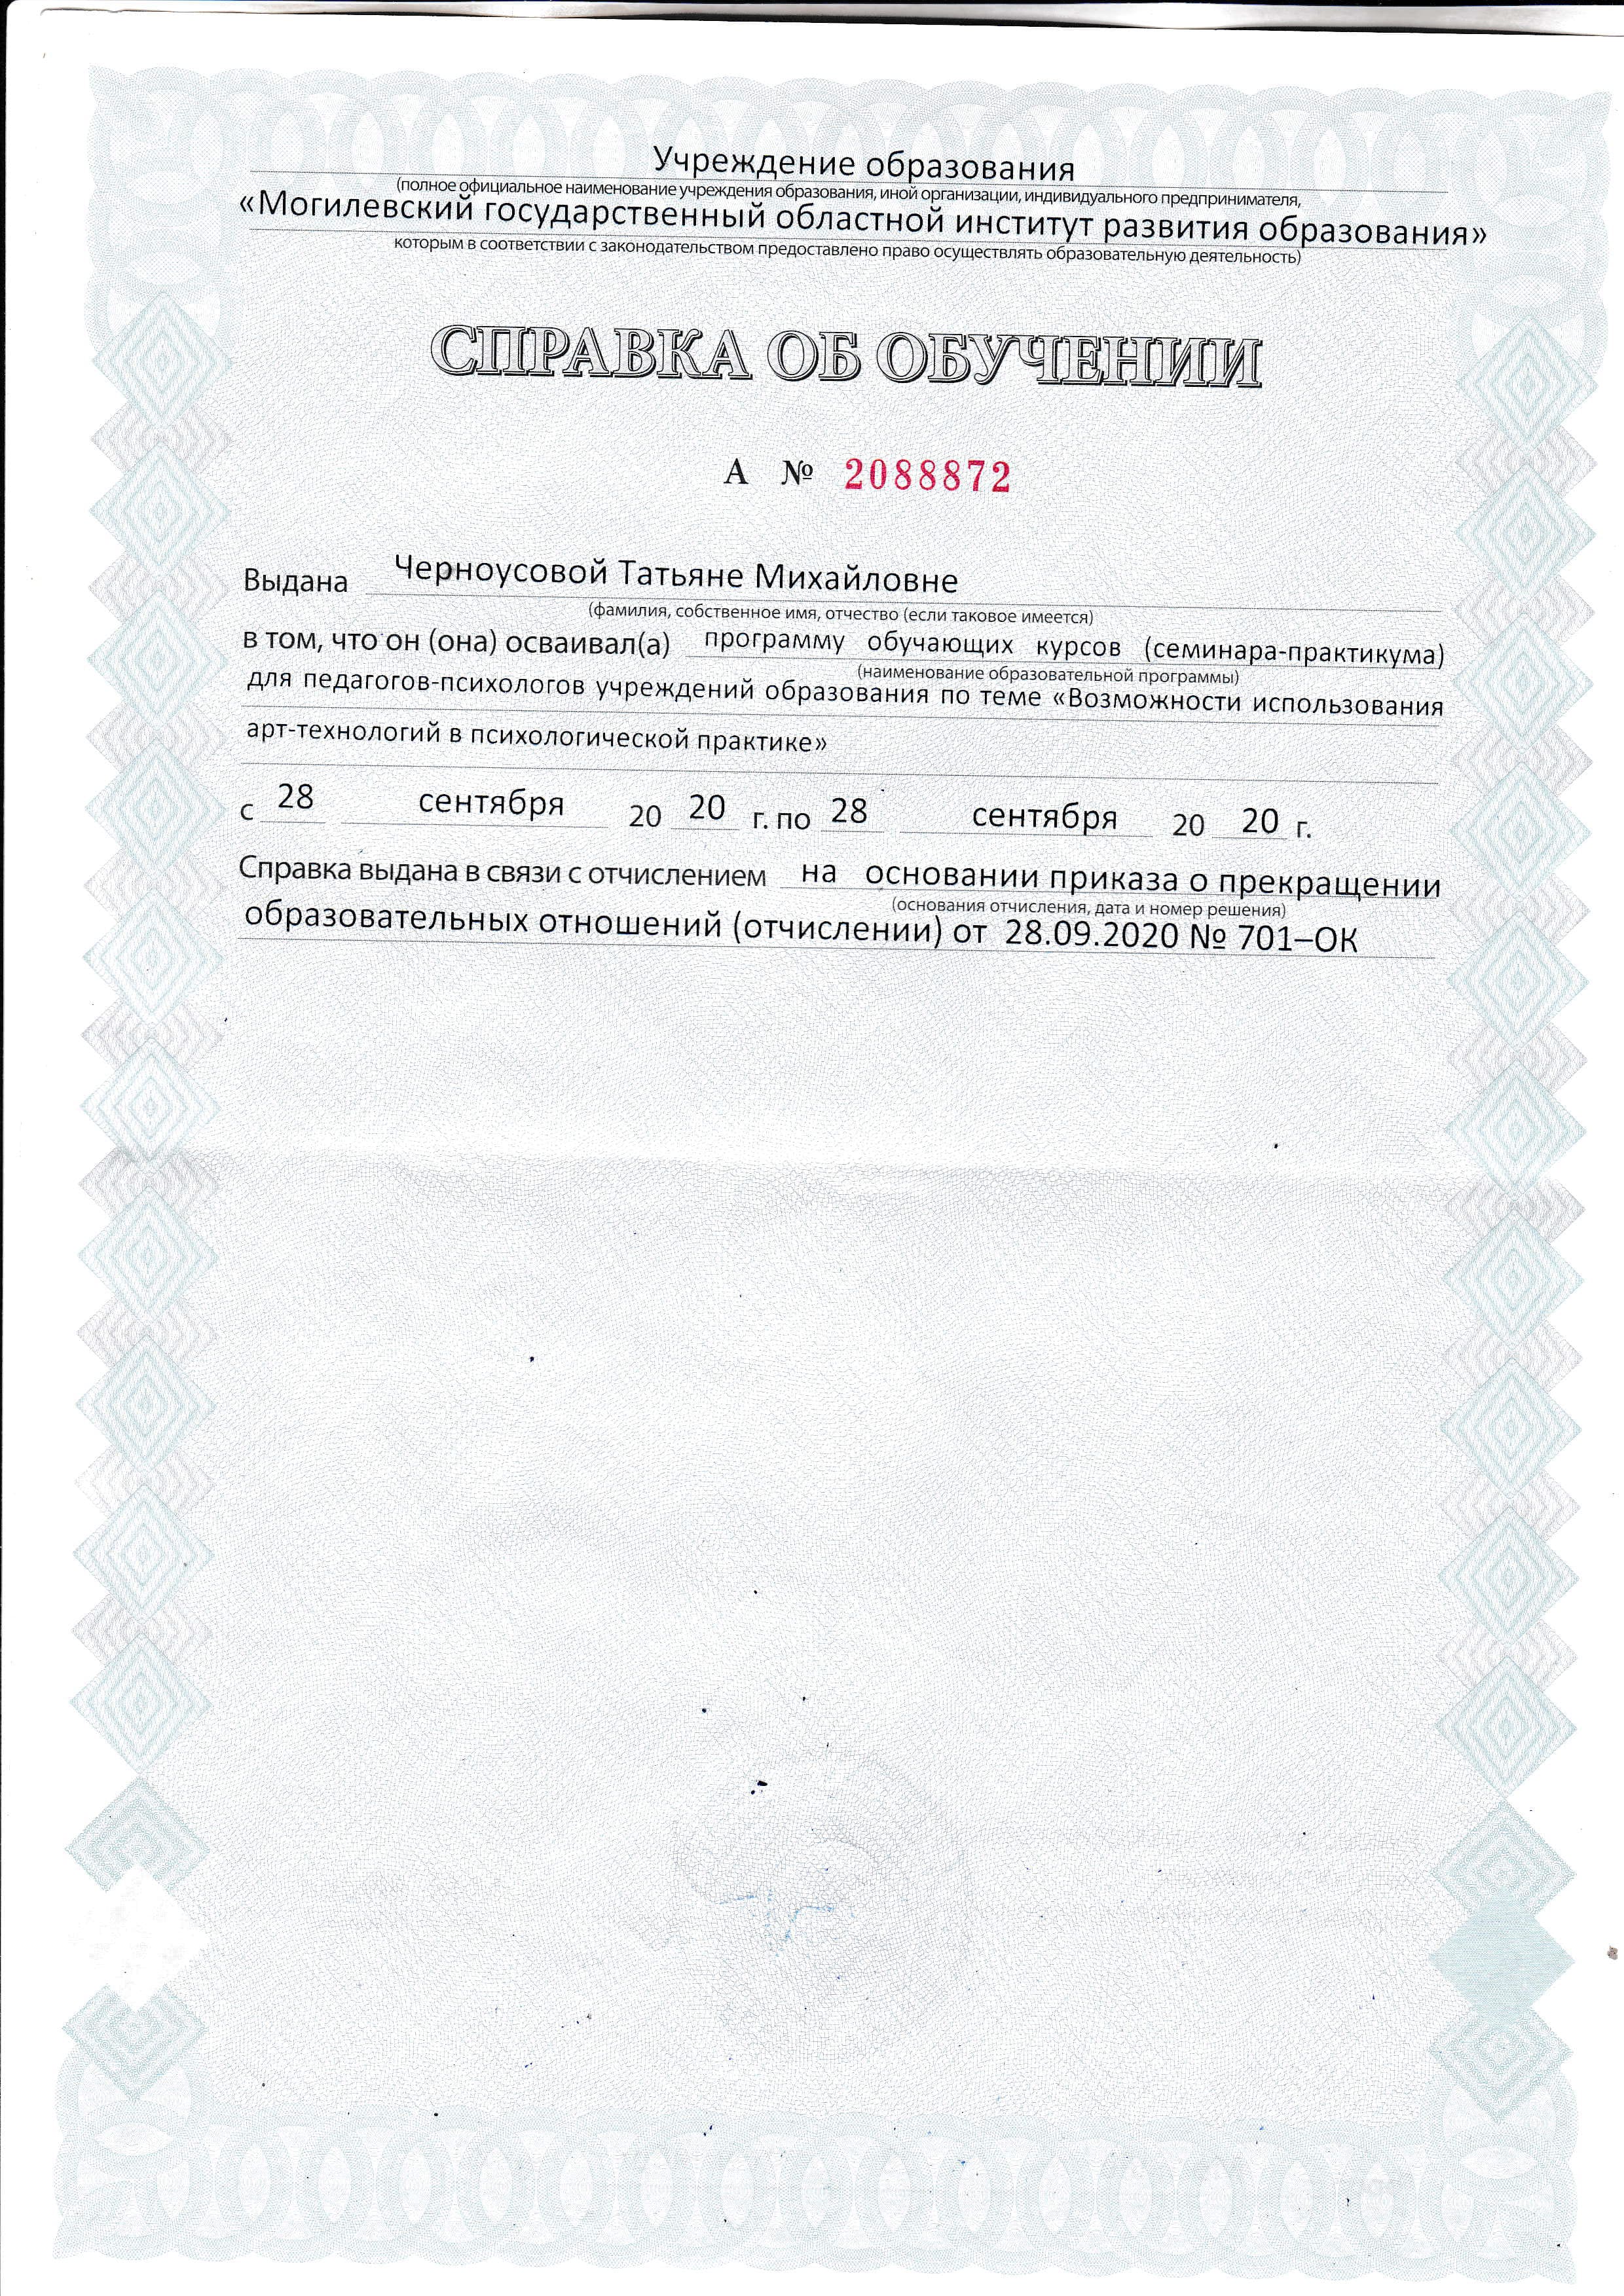 Учреждение образования
(полное официальное наименование учреждения образования, иной организации, индивидуального предпринимателя,
«Могилевский государственный областной институт развития образования»
которым в соответствии с законодательством предоставлено право осуществлять образовательную деятельность)
СПРАВКА ОБ ОБУЧЕНИИ
А № 2088872
Выдана Черноусовой Татьяне Михайловне
(фамилия, собственное имя, отчество (если таковое имеется)
в том, что он (она) осваивал(а) программу обучающих курсов (семинара-практикума)
(наименование образовательной программы)
для педагогов-психологов учреждений образования по теме «Возможности использования
арт-технологий в психологической практике»
с 28 сентября 20 20 г. по 28 сентября 20 20 г.
Справка выдана в связи с отчислением на основании приказа о прекращении
(основания отчисления, дата и номер решения)
образовательных отношений (отчислении) от 28.09.2020 № 701–ОК